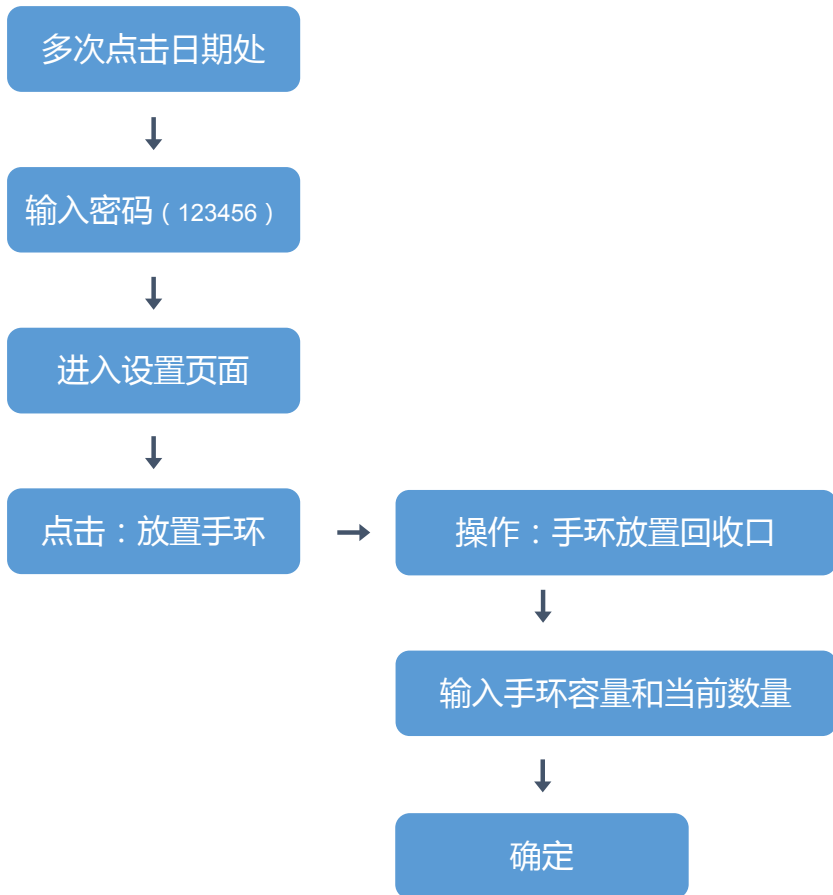 多次点击日期处
输入密码（123456）
进入设置页面
点击：放置手环
操作：手环放置回收口
输入手环容量和当前数量
确定